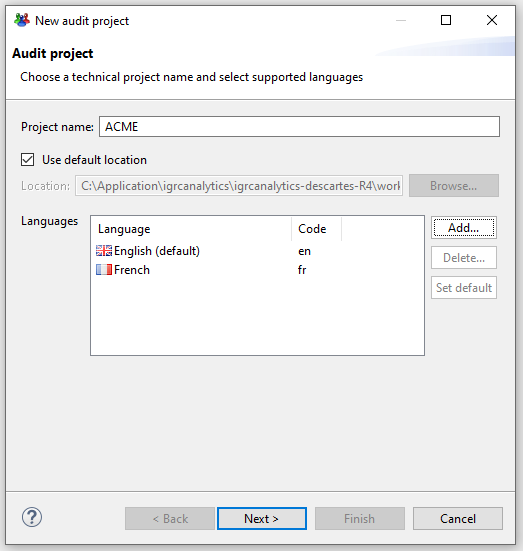 New audit project
Audit project
Choose a technical project name and select supported languages
Project name: ACME
Use default location
Location: C:\Application\igrcanalytics\igrcanalytics-descartes-R4\work Browse...
Languages
Language Code
English (default) en
French fr
Add...
Delete...
Set default
? < Back Next > Finish Cancel